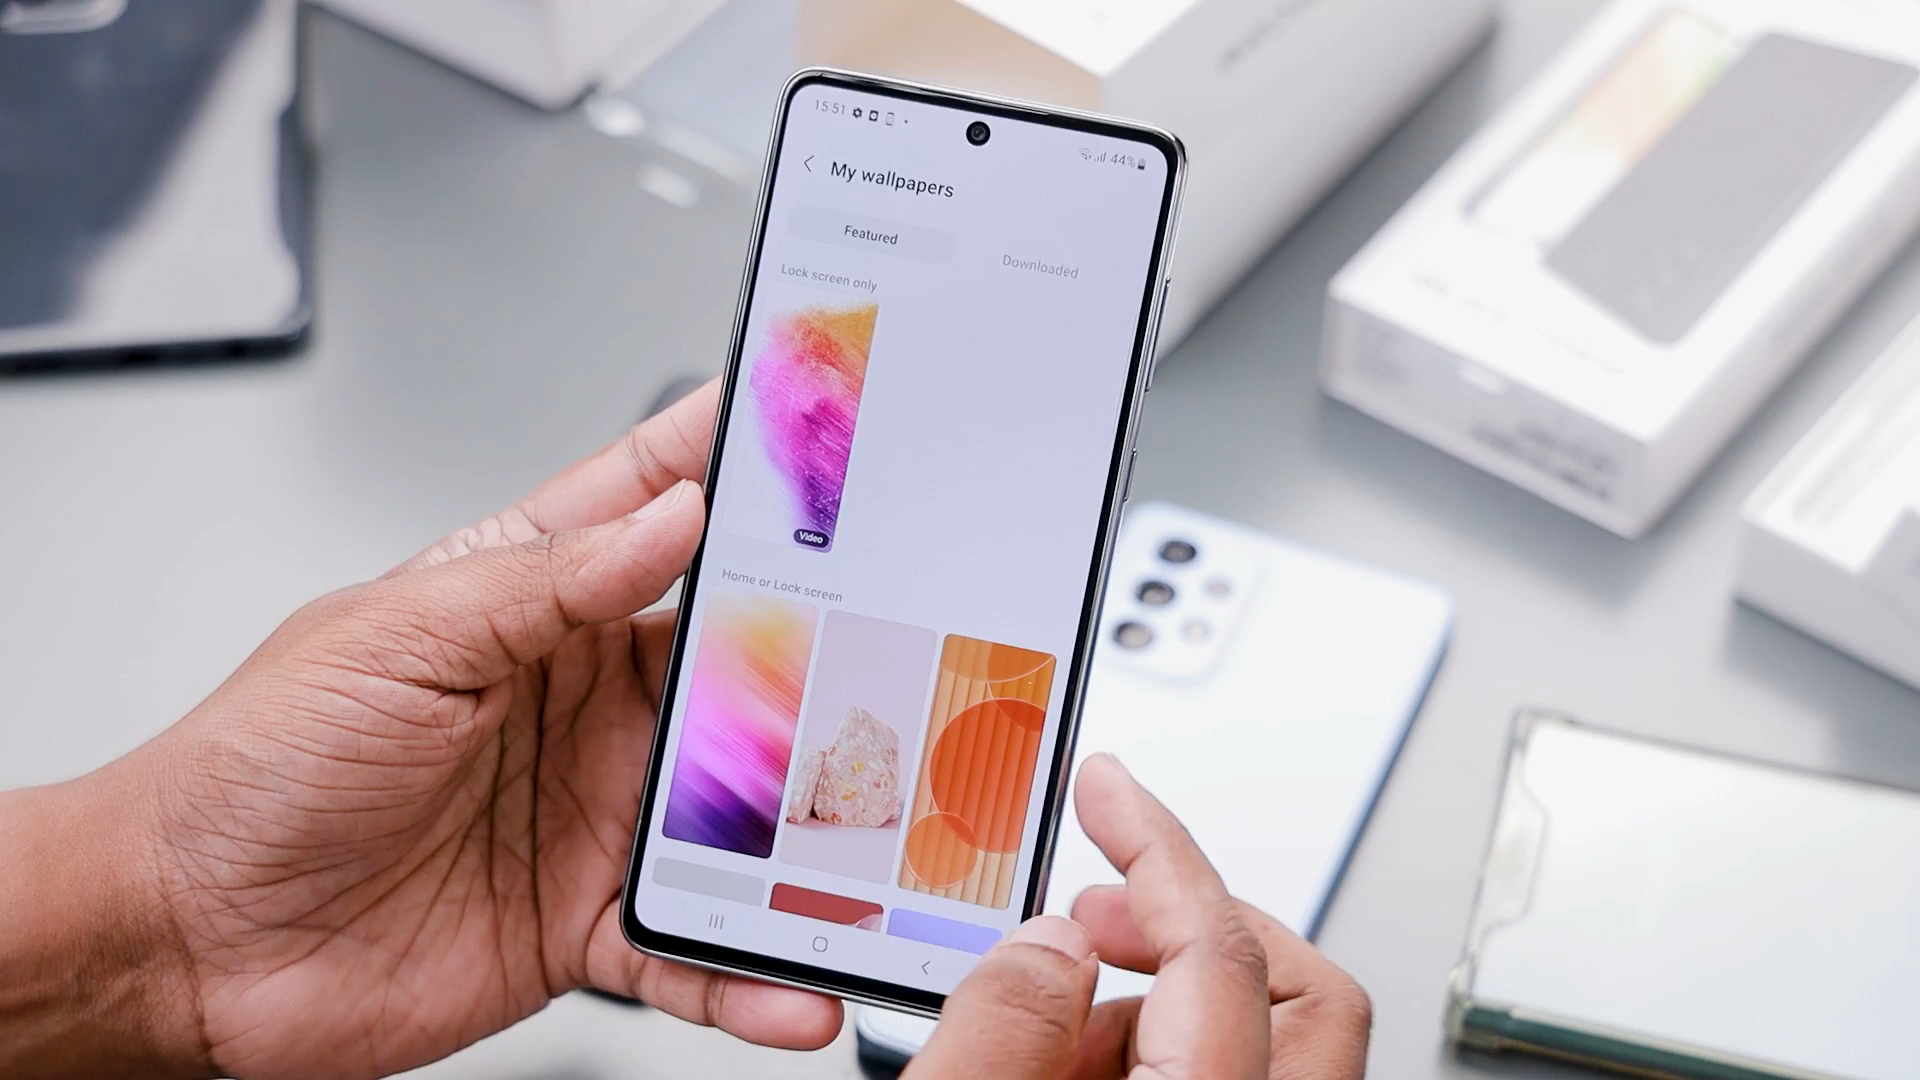 15:51
44%
My wallpapers
Featured
Downloaded
Lock screen only
Video
Home or Lock screen